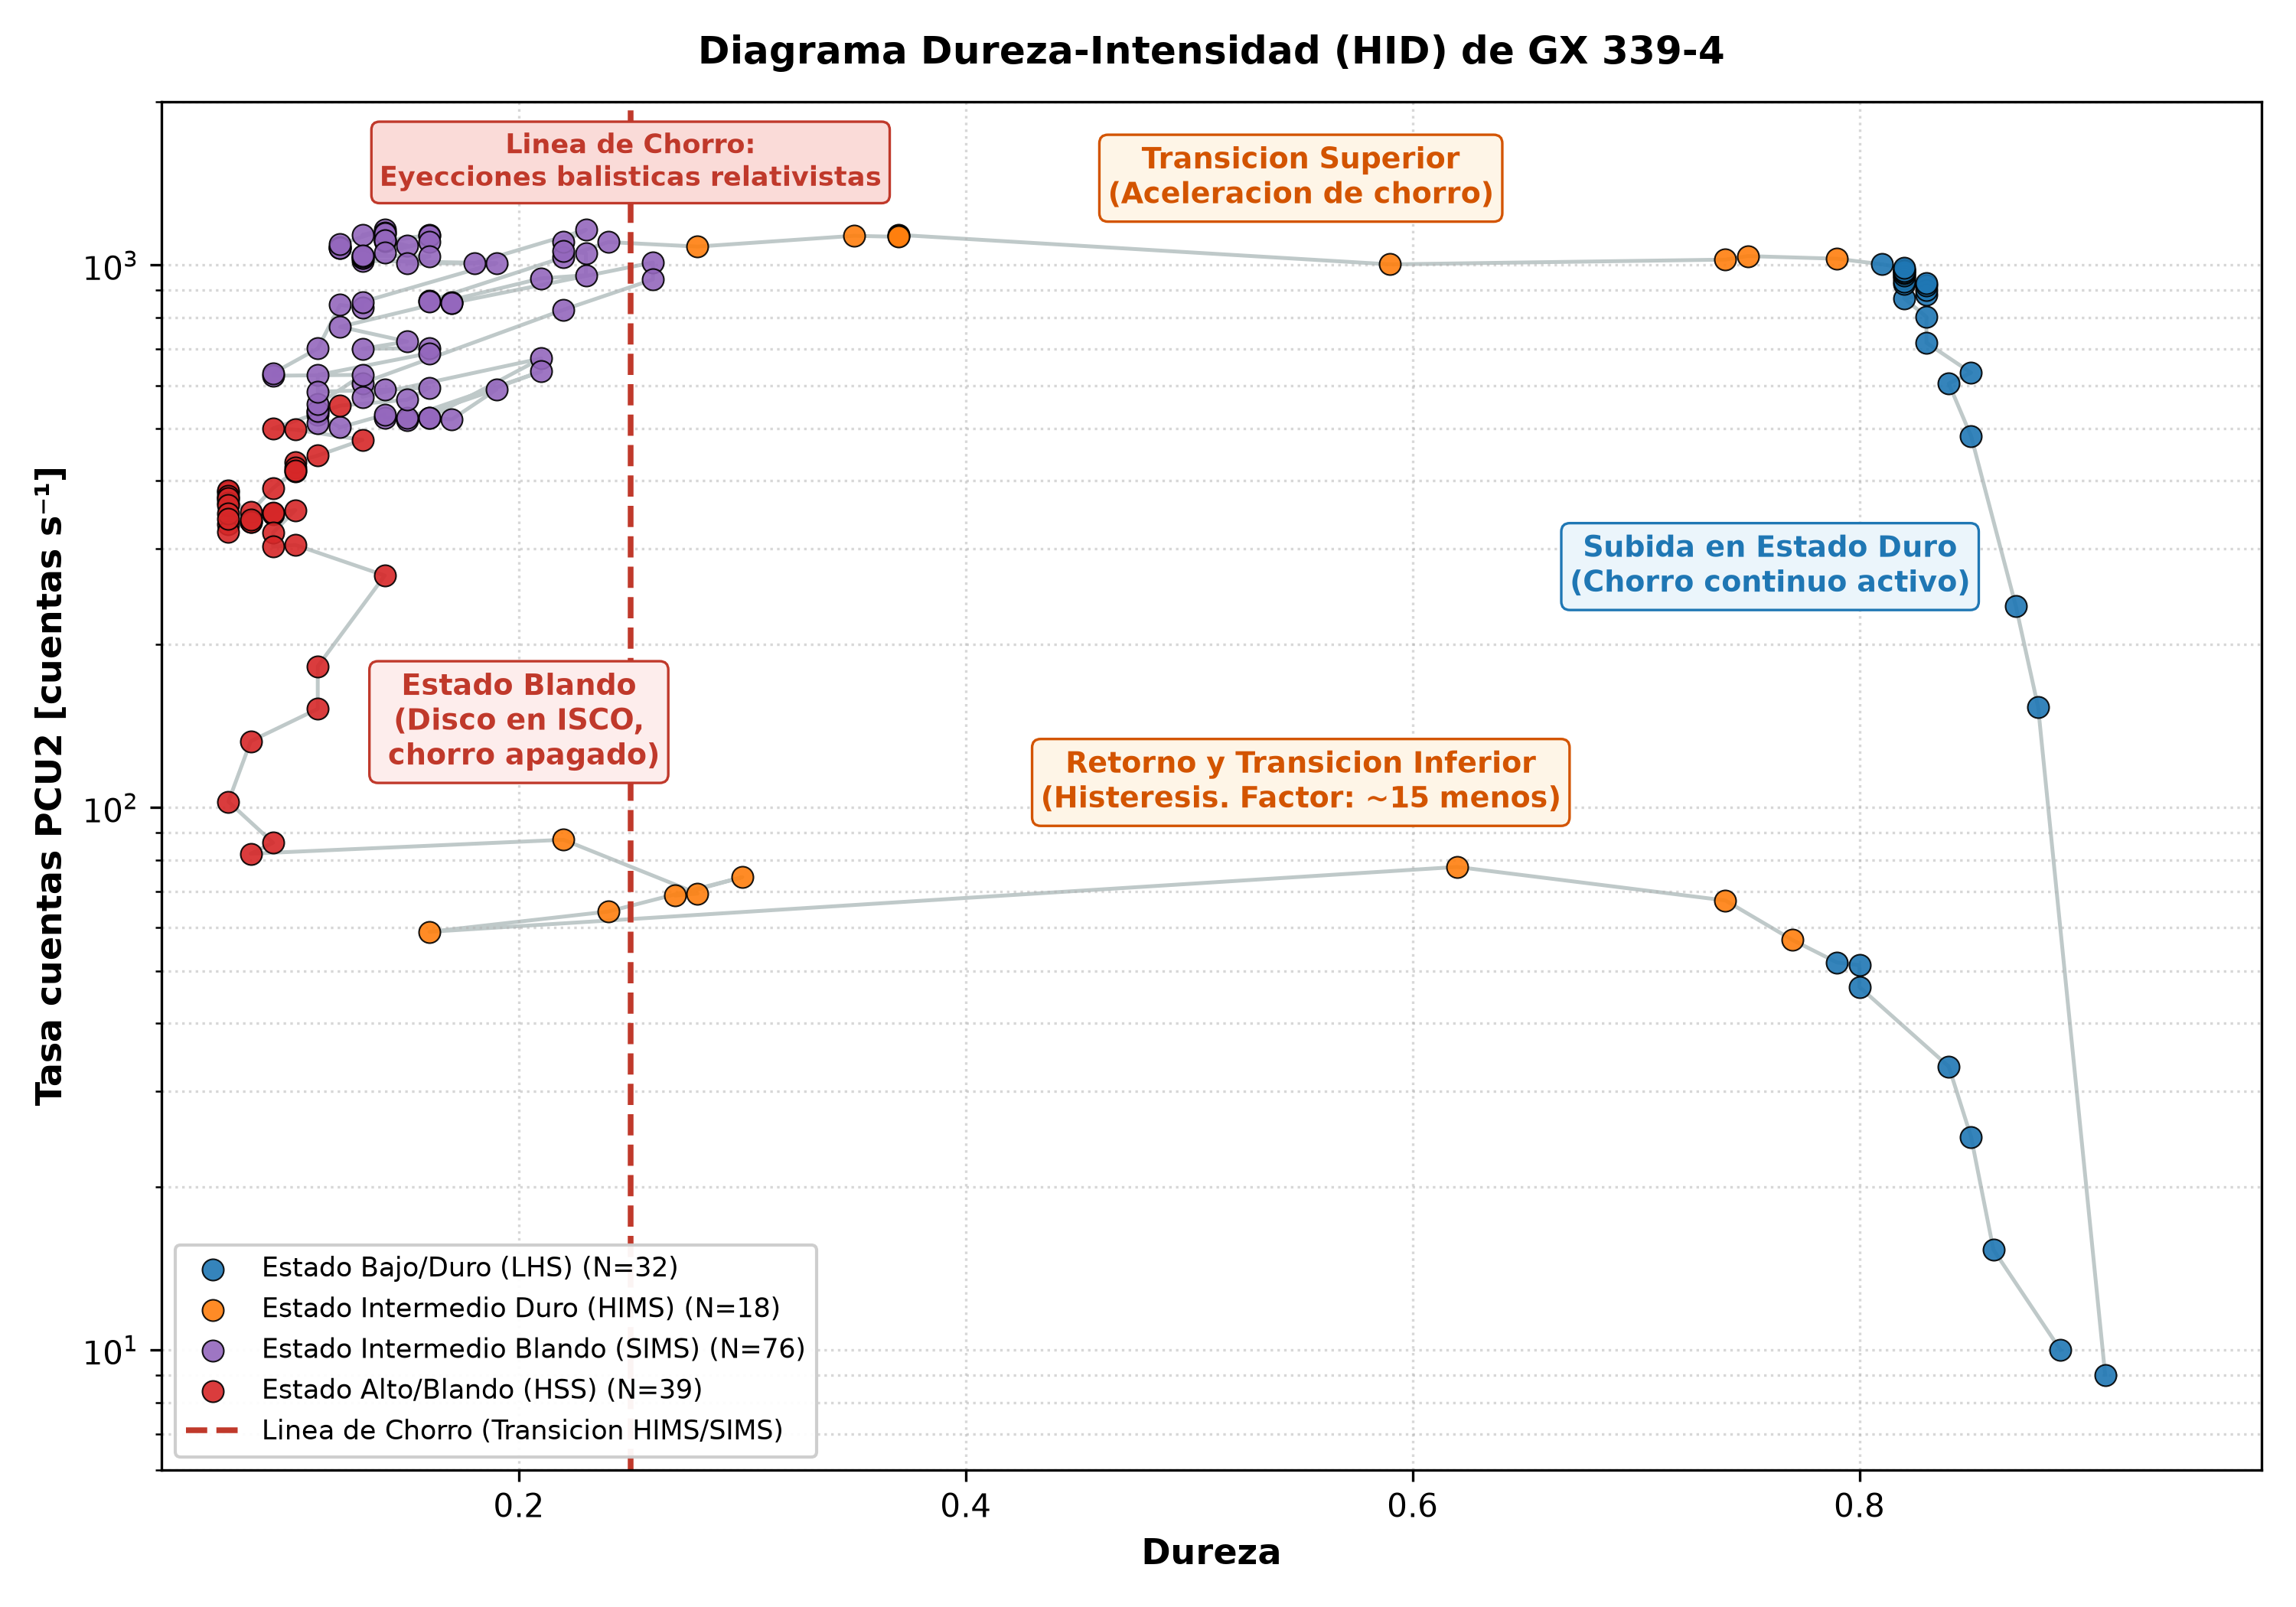 Diagrama Dureza-Intensidad (HID) de GX 339-4
Linea de Chorro:
Eyecciones balisticas relativistas
Transicion Superior
(Aceleracion de chorro)
Subida en Estado Duro
(Chorro continuo activo)
Estado Blando
(Disco en ISCO,
chorro apagado)
Retorno y Transicion Inferior
(Histeresis. Factor: ~15 menos)
Tasa cuentas PCU2 [cuentas s⁻¹]
10³
10²
10¹
Estado Bajo/Duro (LHS) (N=32)
Estado Intermedio Duro (HIMS) (N=18)
Estado Intermedio Blando (SIMS) (N=76)
Estado Alto/Blando (HSS) (N=39)
Linea de Chorro (Transicion HIMS/SIMS)
0.2
0.4
0.6
0.8
Dureza